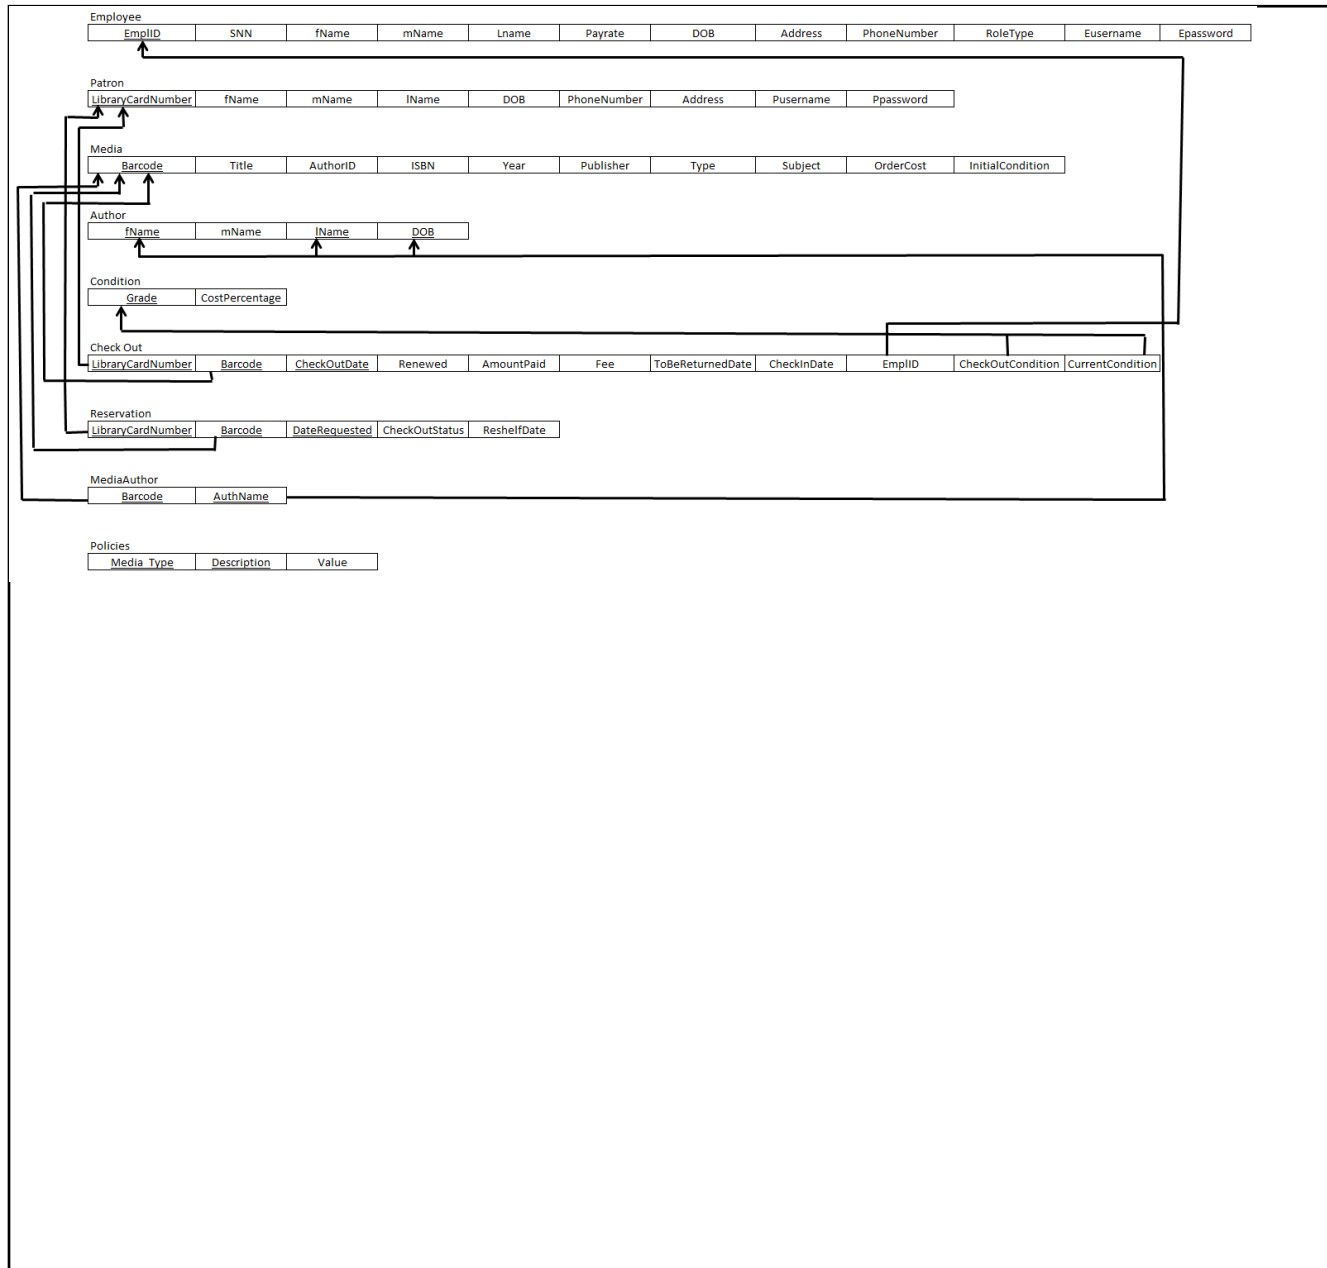 Employee
EmplID SNN fName mName Lname Payrate DOB Address PhoneNumber RoleType Eusername Epassword
Patron
LibraryCardNumber fName mName lName DOB PhoneNumber Address Pusername Ppassword
Media
Barcode Title AuthorID ISBN Year Publisher Type Subject OrderCost InitialCondition
Author
fName mName lName DOB
Condition
Grade CostPercentage
Check Out
LibraryCardNumber Barcode CheckOutDate Renewed AmountPaid Fee ToBeReturnedDate CheckInDate EmplID CheckOutCondition CurrentCondition
Reservation
LibraryCardNumber Barcode DateRequested CheckOutStatus ReshelfDate
MediaAuthor
Barcode AuthName
Policies
Media_Type Description Value